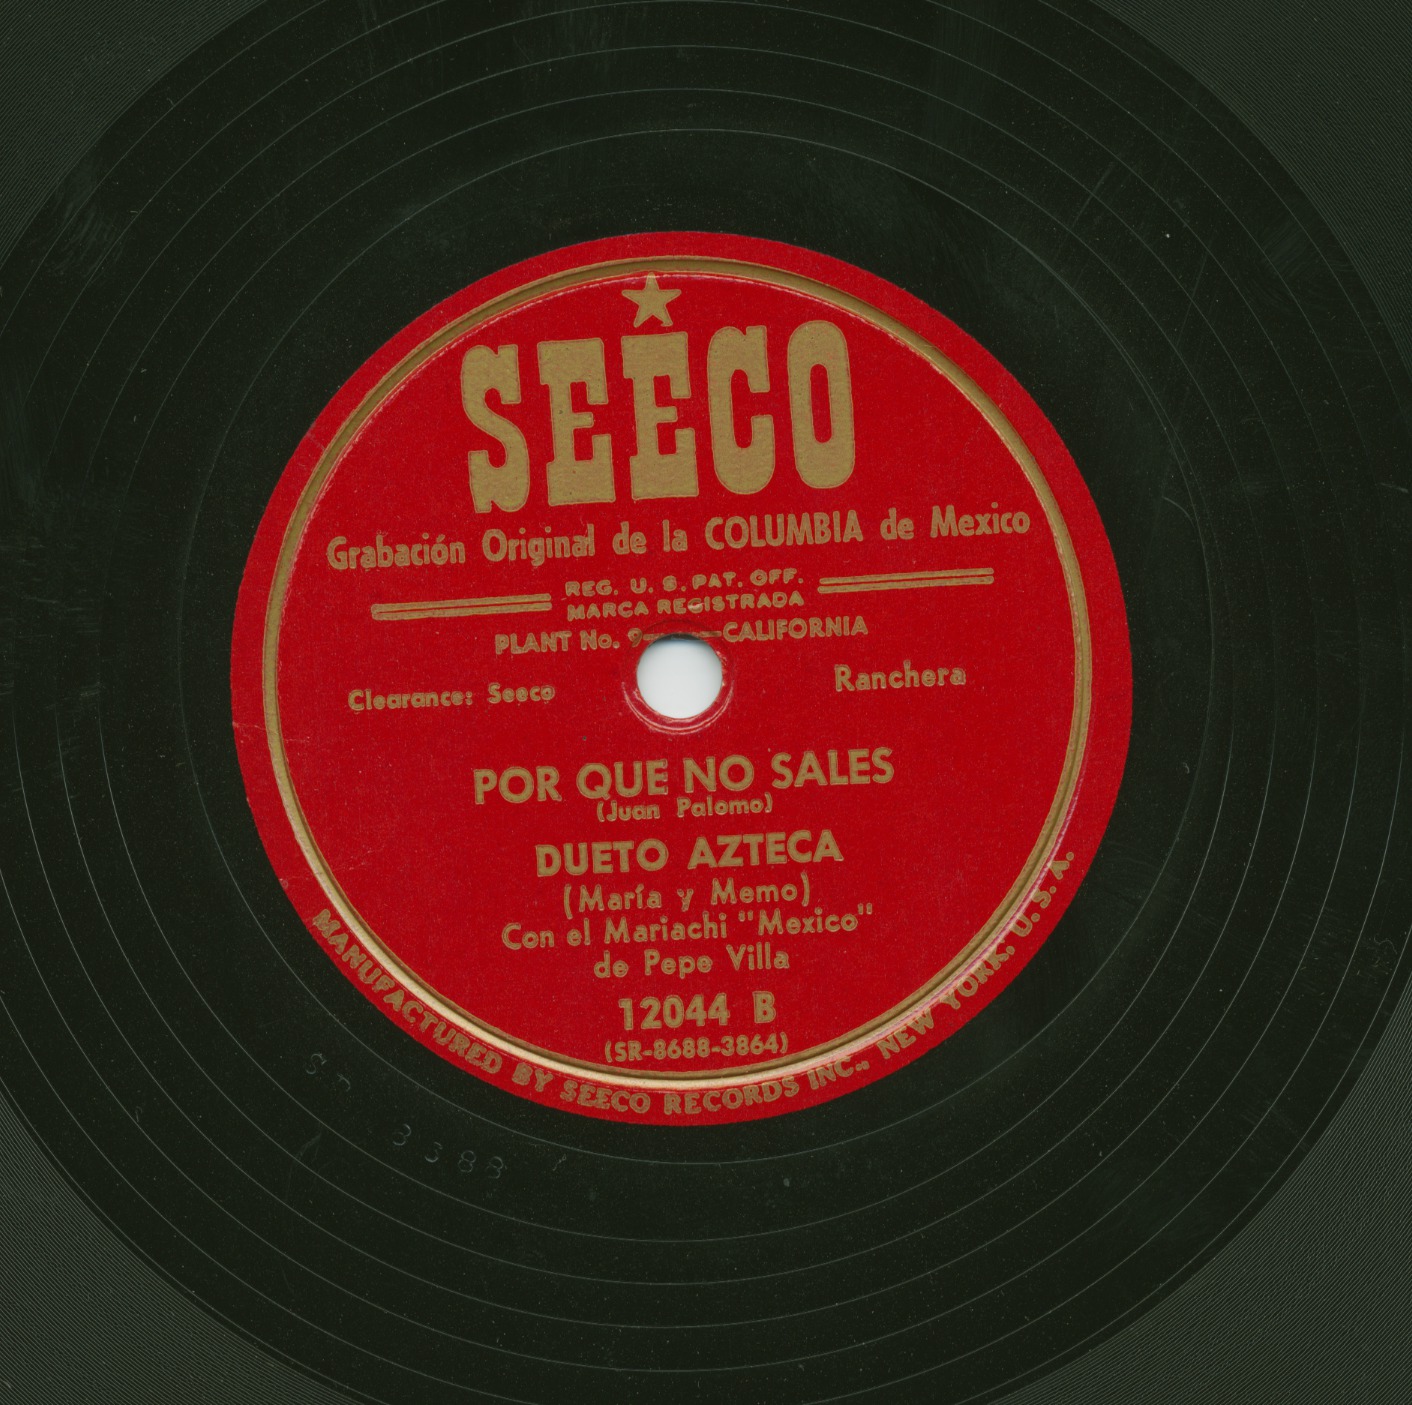 SEECO
Grabación Original de la COLUMBIA de Mexico
REG. U. S. PAT. OFF.
MARCA REGISTRADA
PLANT No. 9 CALIFORNIA
Clearance: Seeco
Ranchera
POR QUE NO SALES
(Juan Palomo)
DUETO AZTECA
(María y Memo)
Con el Mariachi "Mexico"
de Pepe Villa
12044 B
(SR-8688-3864)
MANUFACTURED BY SEECO RECORDS INC., NEW YORK, U. S. A.